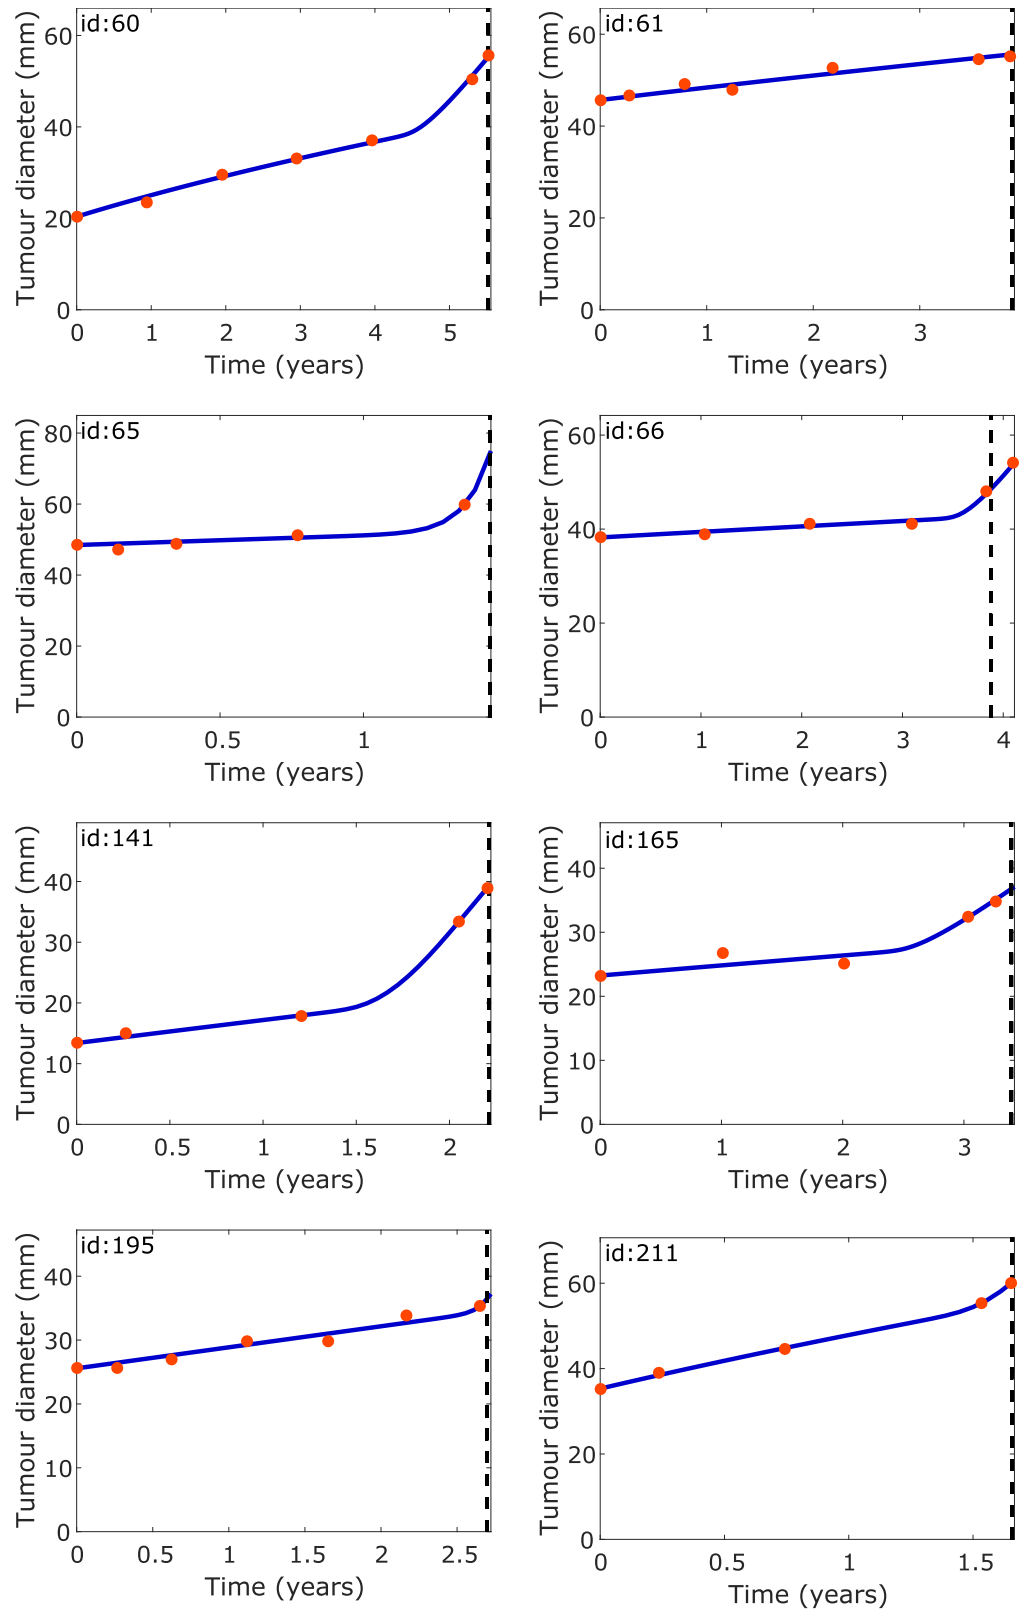 id:60
Tumour diameter (mm)
60
40
20
0
0 1 2 3 4 5
Time (years)
id:61
Tumour diameter (mm)
60
40
20
0
0 1 2 3
Time (years)
id:65
Tumour diameter (mm)
80
60
40
20
0
0 0.5 1
Time (years)
id:66
Tumour diameter (mm)
60
40
20
0
0 1 2 3 4
Time (years)
id:141
Tumour diameter (mm)
40
30
20
10
0
0 0.5 1 1.5 2
Time (years)
id:165
Tumour diameter (mm)
40
30
20
10
0
0 1 2 3
Time (years)
id:195
Tumour diameter (mm)
40
30
20
10
0
0 0.5 1 1.5 2 2.5
Time (years)
id:211
Tumour diameter (mm)
60
40
20
0
0 0.5 1 1.5
Time (years)